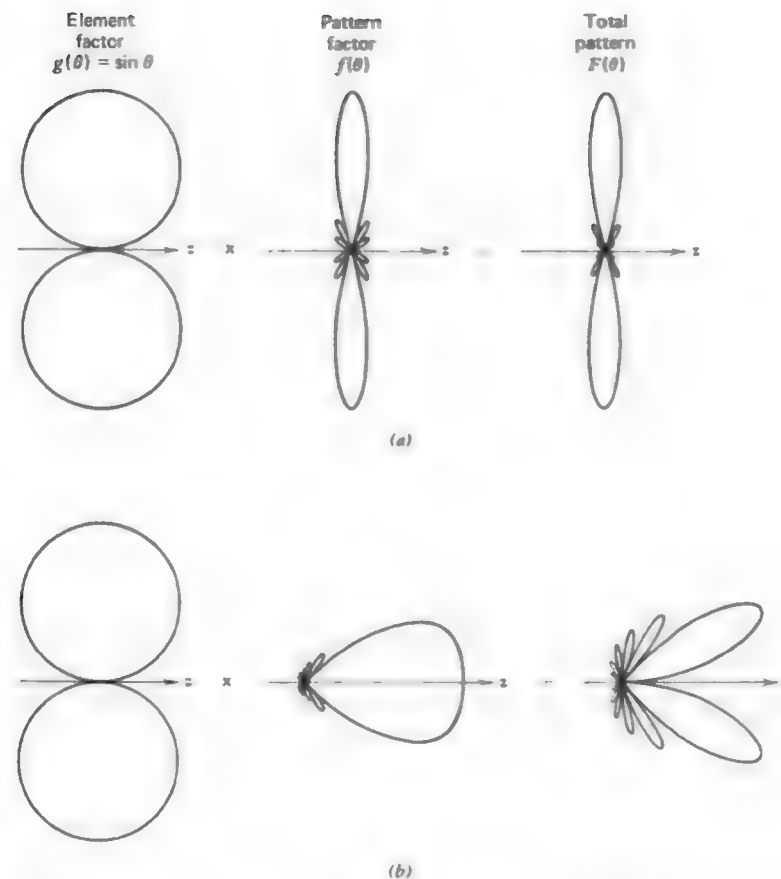 Element
factor
g(θ) = sin θ
Pattern
factor
f(θ)
Total
pattern
F(θ)
z × z z
(a)
z × z
(b)